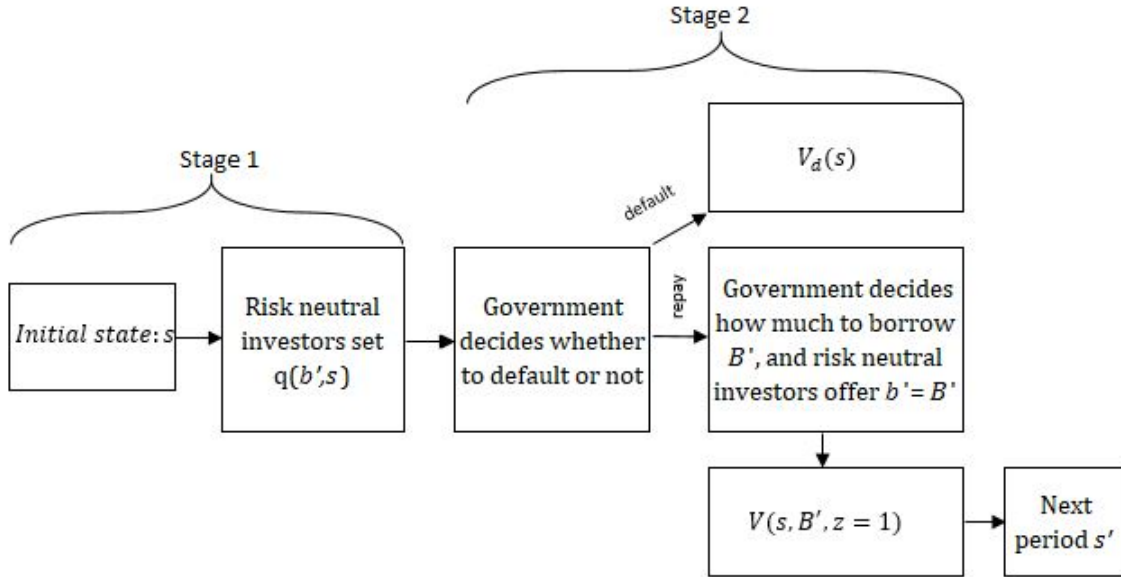 Stage 2
Stage 1
V_d(s)
default
Initial state: s
Risk neutral
investors set
q(b',s)
Government
decides whether
to default or not
repay
Government decides
how much to borrow
B', and risk neutral
investors offer b'= B'
V(s, B′, z = 1)
Next
period s′